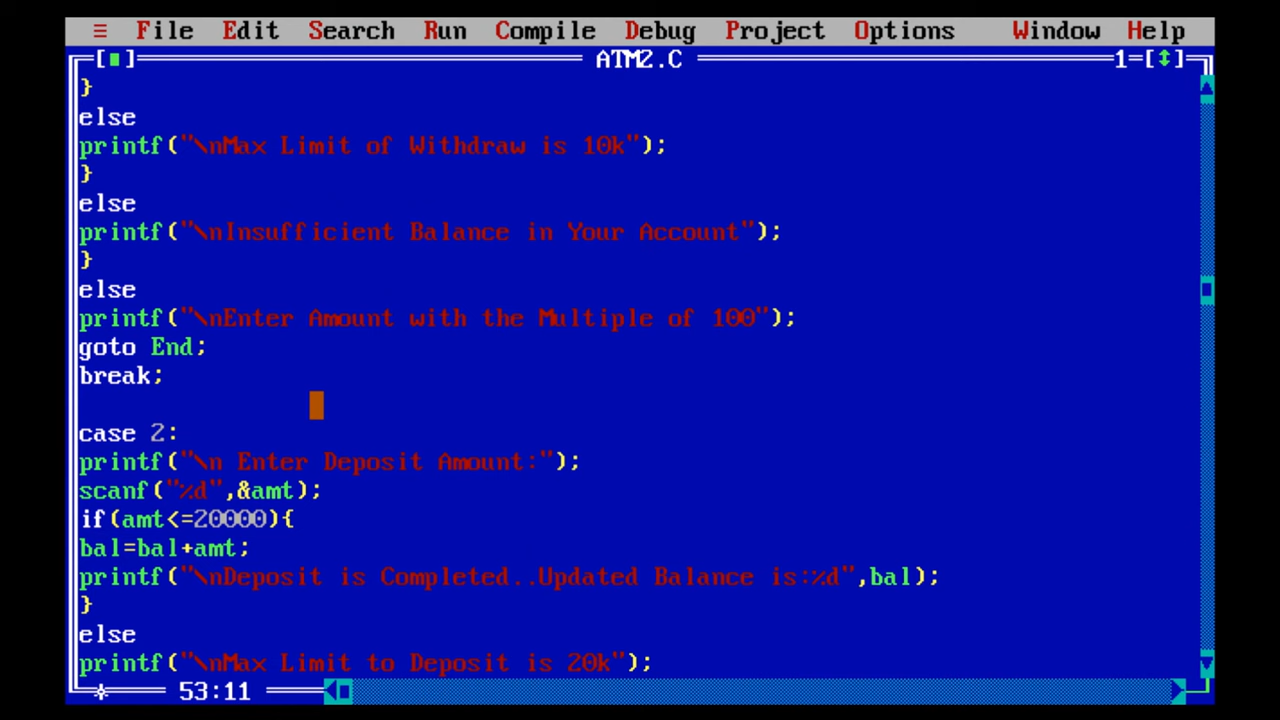 ≡ File Edit Search Run Compile Debug Project Options Window Help
[■] ATM2.C 1=[↕]
}
else
printf("\nMax Limit of Withdraw is 10k");
}
else
printf("\nInsufficient Balance in Your Account");
}
else
printf("\nEnter Amount with the Multiple of 100");
goto End;
break;
case 2:
printf("\n Enter Deposit Amount:");
scanf("%d",&amt);
if(amt<=20000){
bal=bal+amt;
printf("\nDeposit is Completed..Updated Balance is:%d",bal);
}
else
printf("\nMax Limit to Deposit is 20k");
53:11